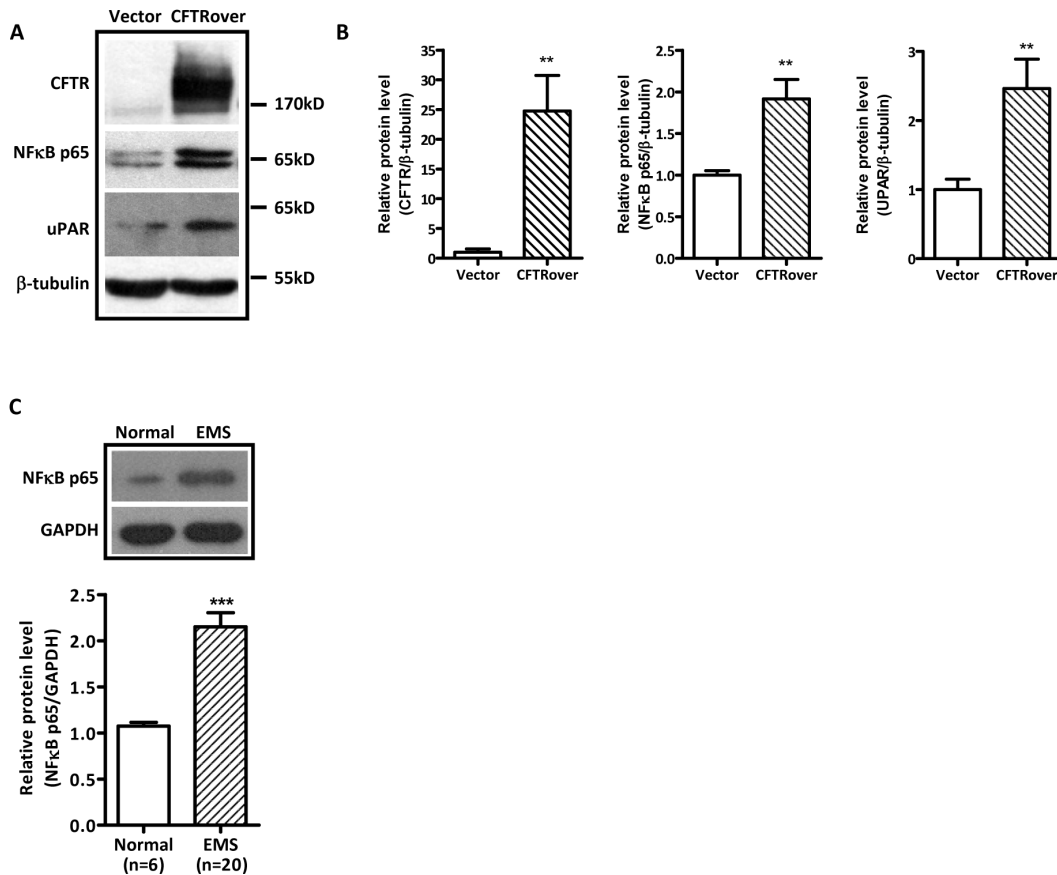 A
Vector CFTRover
CFTR
170kD
NFκB p65
65kD
65kD
uPAR
β-tubulin
55kD
B
Relative protein level
(CFTR/β-tubulin)
35
30
25
20
15
10
5
0
**
Vector CFTRover
Relative protein level
(NFκB p65/β-tubulin)
2.5
2.0
1.5
1.0
0.5
0.0
**
Vector CFTRover
Relative protein level
(UPAR/β-tubulin)
3
2
1
0
**
Vector CFTRover
C
Normal EMS
NFκB p65
GAPDH
Relative protein level
(NFκB p65/GAPDH)
2.5
2.0
1.5
1.0
0.5
0.0
***
Normal EMS
(n=6) (n=20)